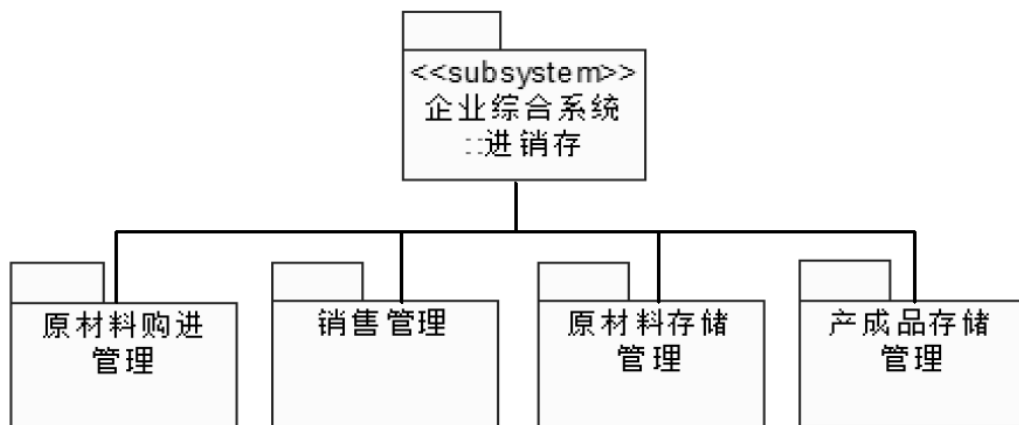 <<subsystem>>
企业综合系统
::进销存
原材料购进
管理
销售管理
原材料存储
管理
产成品存储
管理